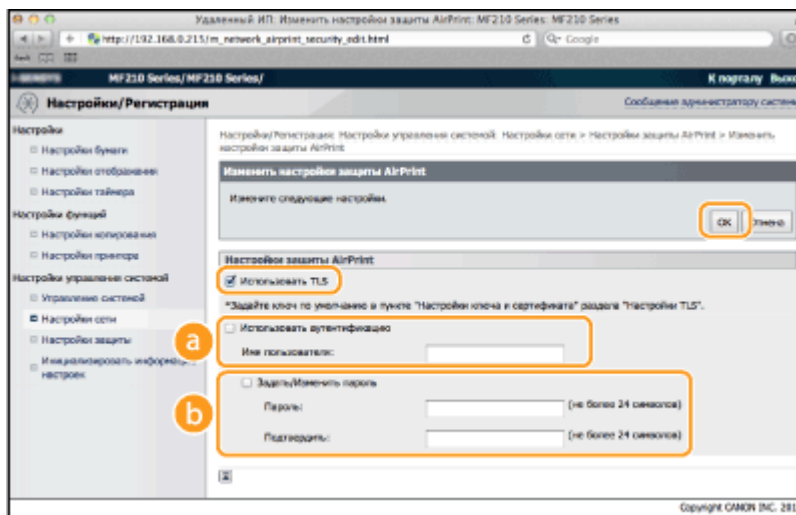 Удаленный ИП: Изменить настройки защиты AirPrint: MF210 Series: MF210 Series
http://192.168.0.215/m_network_airprint_security_edit.html
Google
MF210 Series/MF210 Series/
К порталу
Настройки/Регистрация
Сообщение администратору
Настройки
Настройки/Регистрация: Настройки управления системой: Настройки сети > Настройки защиты AirPrint > Изменить настройки защиты AirPrint
Настройки бумаги
Настройки отображения
Настройки таймера
Настройки функций
Настройки копирования
Настройки принтера
Настройки управления системой
Управление системой
Настройки сети
Настройки защиты
Инициализировать
настроек
Изменить настройки защиты AirPrint
Измените следующие настройки.
OK
Настройки защиты AirPrint
Использовать TLS
*Задайте ключ по умолчанию в пункте "Настройки ключа и сертификата" раздела "Настройки TLS".
a
Использовать аутентификацию
Имя пользователя:
b
Задать/Изменить пароль
Пароль:
(не более 24 символов)
Подтвердить:
(не более 24 символов)
Copyright CANON INC.